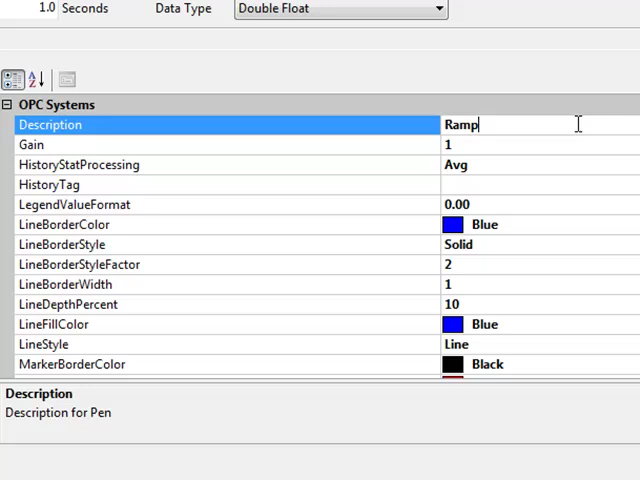 1.0 Seconds Data Type Double Float
OPC Systems
Description Ramp
Gain 1
HistoryStatProcessing Avg
HistoryTag
LegendValueFormat 0.00
LineBorderColor Blue
LineBorderStyle Solid
LineBorderStyleFactor 2
LineBorderWidth 1
LineDepthPercent 10
LineFillColor Blue
LineStyle Line
MarkerBorderColor Black
Description
Description for Pen